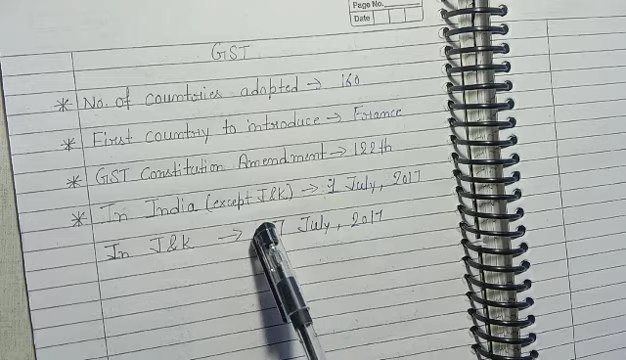 Page No.
Date
GST
* No. of countries adopted → 160
* First country to introduce → France
* GST Constitution Amendment → 122th
* In India (except J&K) → 1 July, 2017
In J&K → 7 July, 2017